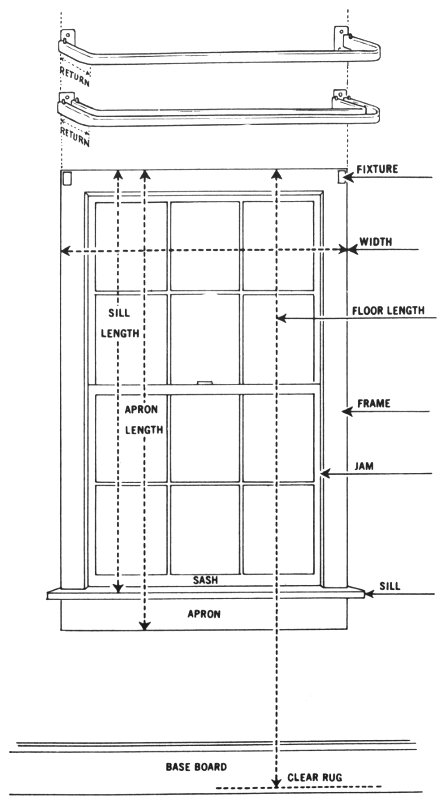 RETURN
RETURN
FIXTURE
WIDTH
SILL
LENGTH
FLOOR LENGTH
APRON
LENGTH
FRAME
JAM
SASH
SILL
APRON
BASE BOARD
CLEAR RUG